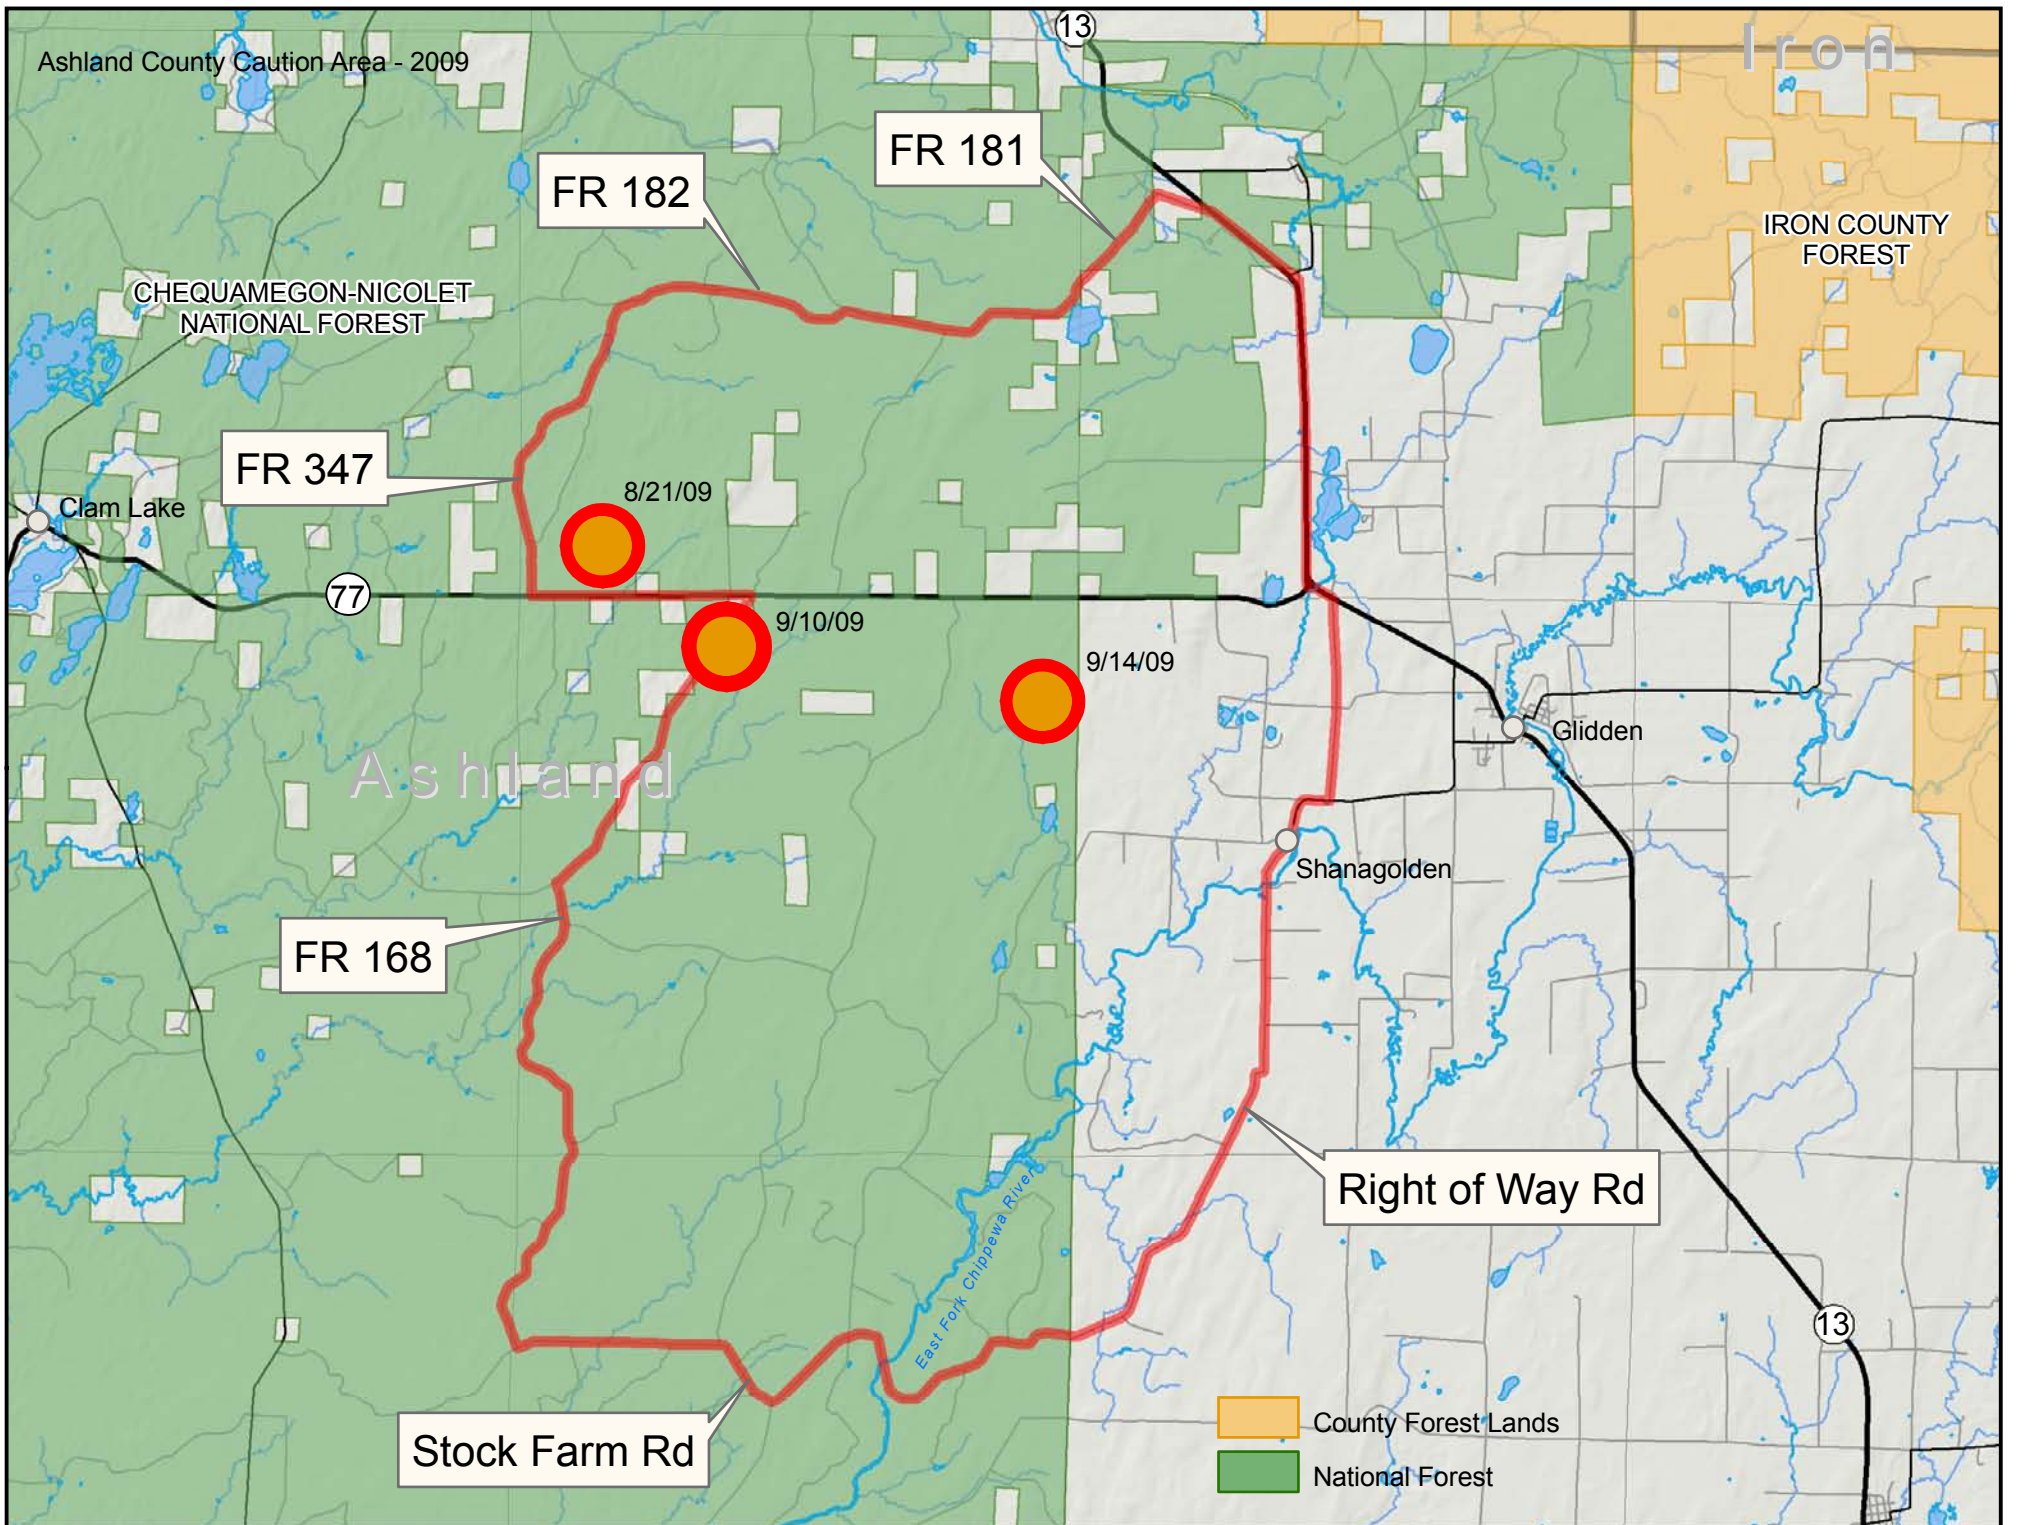 13
Iron
Ashland County Caution Area - 2009
FR 181
FR 182
IRON COUNTY
FOREST
CHEQUAMEGON-NICOLET
NATIONAL FOREST
FR 347
8/21/09
Clam Lake
77
9/10/09
9/14/09
Glidden
Ashland
Shanagolden
FR 168
Right of Way Rd
East Fork Chippewa River
13
County Forest Lands
Stock Farm Rd
National Forest